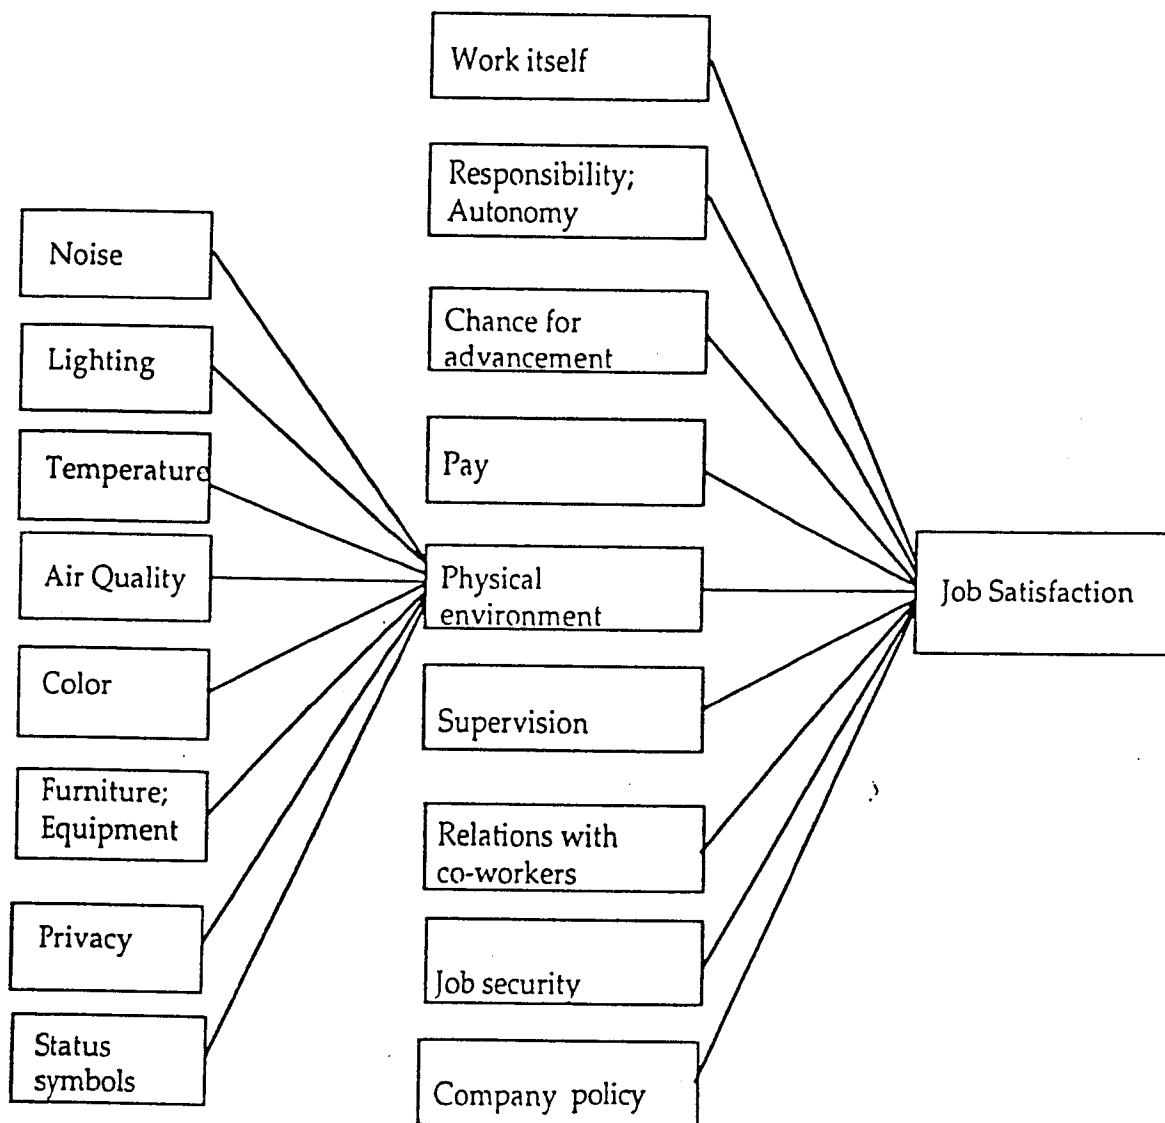 Noise
Lighting
Temperature
Air Quality
Color
Furniture;
Equipment
Privacy
Status
symbols
Work itself
Responsibility;
Autonomy
Chance for
advancement
Pay
Physical
environment
Supervision
Relations with
co-workers
Job security
Company policy
Job Satisfaction